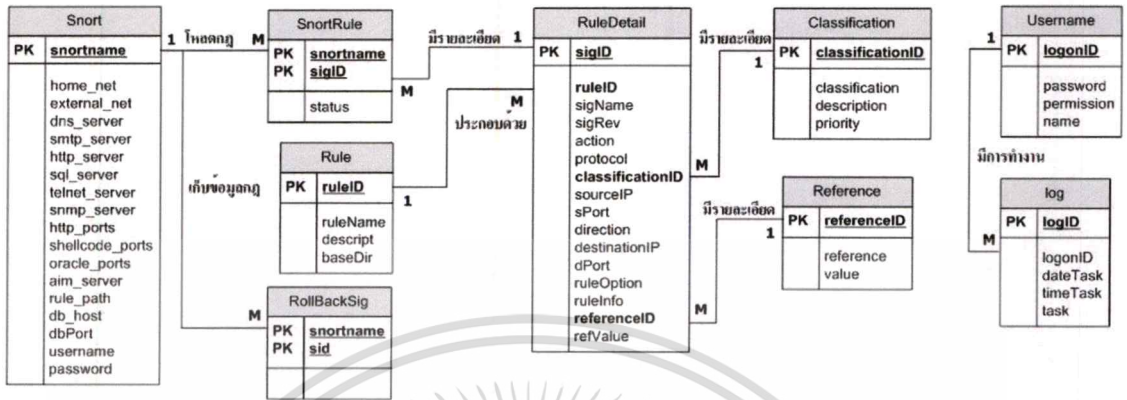 Snort
PK snortname
home_net
external_net
dns_server
smtp_server
http_server
sql_server
telnet_server
snmp_server
http_ports
shellcode_ports
oracle_ports
aim_server
rule_path
db_host
dbPort
username
password
1 โหลดกฎ M
เก็บข้อมูลกฎ
M
SnortRule
PK snortname
PK sigID
status
มีรายละเอียด 1
M
Rule
PK ruleID
ruleName
descript
baseDir
M
ประกอบด้วย
1
RollBackSig
PK snortname
PK sid
RuleDetail
PK sigID
ruleID
sigName
sigRev
action
protocol
classificationID
sourceIP
sPort
direction
destinationIP
dPort
ruleOption
ruleInfo
referenceID
refValue
มีรายละเอียด
1
M
Classification
PK classificationID
classification
description
priority
มีรายละเอียด
1
M
Reference
PK referenceID
reference
value
Username
1
PK logonID
password
permission
name
มีการทำงาน
M
log
PK logID
logonID
dateTask
timeTask
task